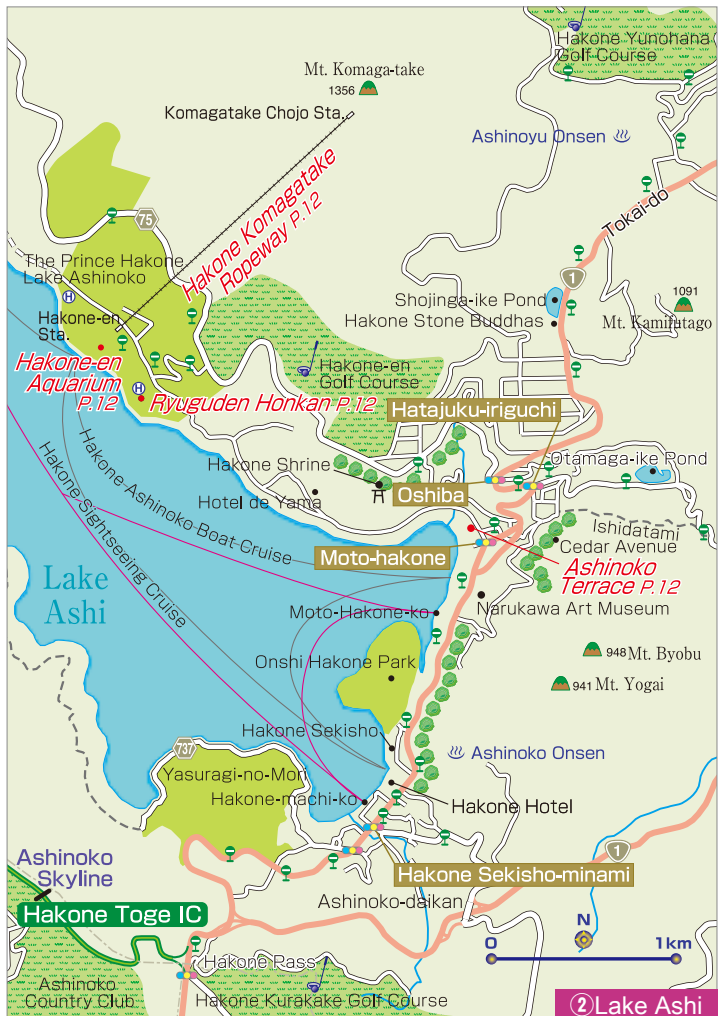 Hakone Yunohana
Golf Course
Mt. Komaga-take
1356
Komagatake Chojo Sta.
Ashinoyu Onsen
Tokai-do
75
Hakone Komagatake
Ropeway P.12
The Prince Hakone
Lake Ashinoko
H
Hakone-en
Sta.
1
Shojinga-ike Pond
Hakone Stone Buddhas
1091
Mt. Kamifutago
Hakone-en
Aquarium
P.12
H
Ryuguden Honkan P.12
Hakone-en
Golf Course
Hatajuku-iriguchi
Hakone Shrine
Oshiba
Otamaga-ike Pond
Hotel de Yama
Hakone Ashinoko-Boat-Cruise
Hakone-Sightseeing Cruise
Moto-hakone
Ishidatami
Cedar Avenue
Ashinoko
Terrace P.12
Lake
Ashi
Moto-Hakone-ko
Narukawa Art Museum
Onshi Hakone Park
948 Mt. Byobu
941 Mt. Yogai
Hakone Sekisho
737
Ashinoko Onsen
Yasuragi-no-Mori
Hakone-machi-ko
Hakone Hotel
1
Ashinoko
Skyline
Hakone Sekisho-minami
Ashinoko-daikan
Hakone Toge IC
N
0
1km
Hakone Pass
Ashinoko
Country Club
Hakone Kurakake Golf Course
②Lake Ashi